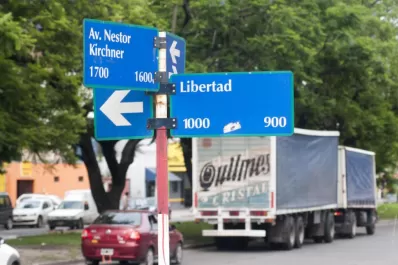 Av. Nestor
Kirchner
1700 1600
Libertad
1000 900
Quilmes
CRISTAL